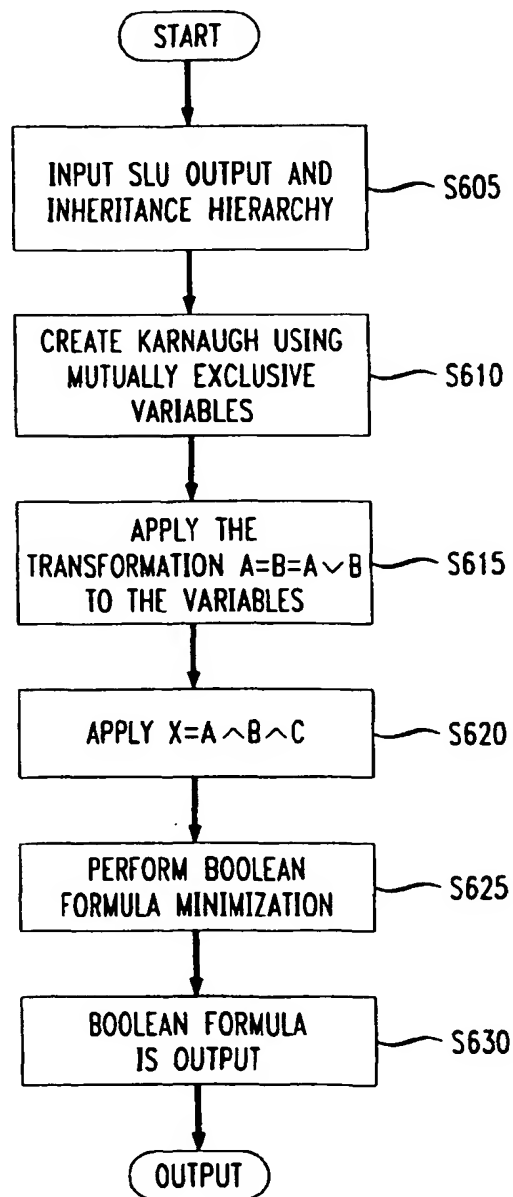 START
INPUT SLU OUTPUT AND
INHERITANCE HIERARCHY
S605
CREATE KARNAUGH USING
MUTUALLY EXCLUSIVE
VARIABLES
S610
APPLY THE
TRANSFORMATION A=B=A∨B
TO THE VARIABLES
S615
APPLY X=A∧B∧C
S620
PERFORM BOOLEAN
FORMULA MINIMIZATION
S625
BOOLEAN FORMULA
IS OUTPUT
S630
OUTPUT